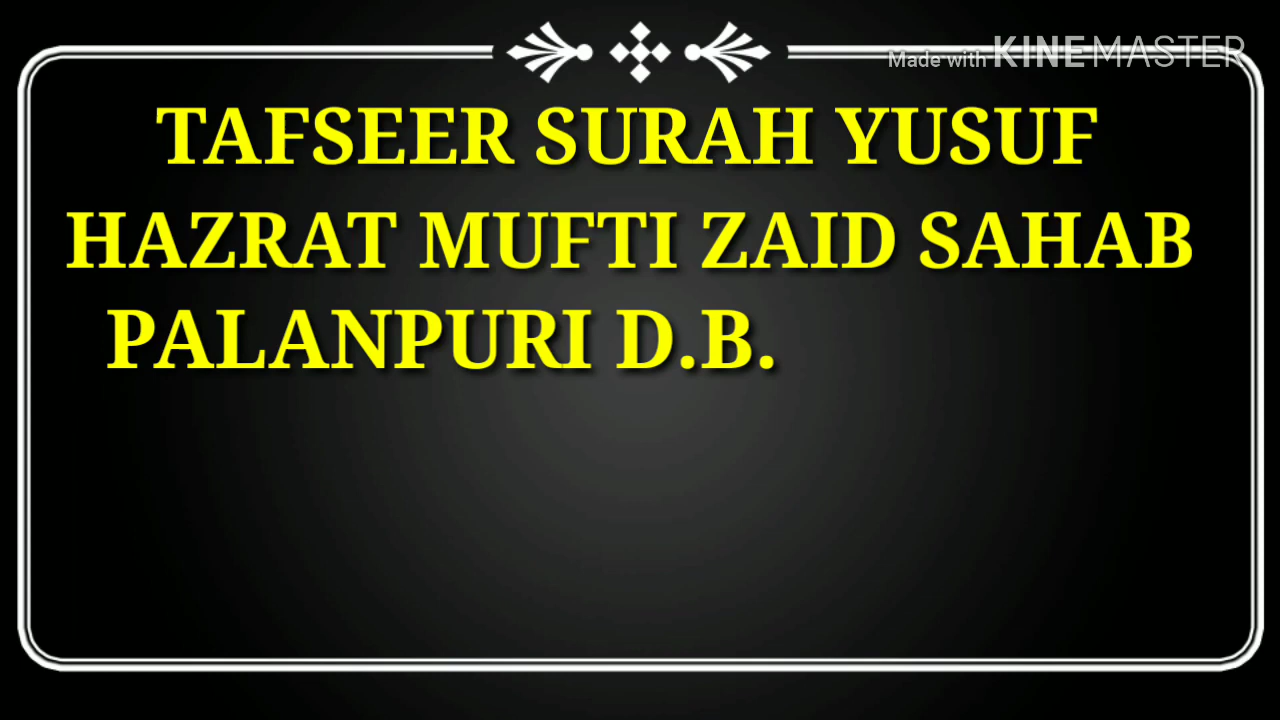 Made with KINEMASTER
TAFSEER SURAH YUSUF
HAZRAT MUFTI ZAID SAHAB
PALANPURI D.B.